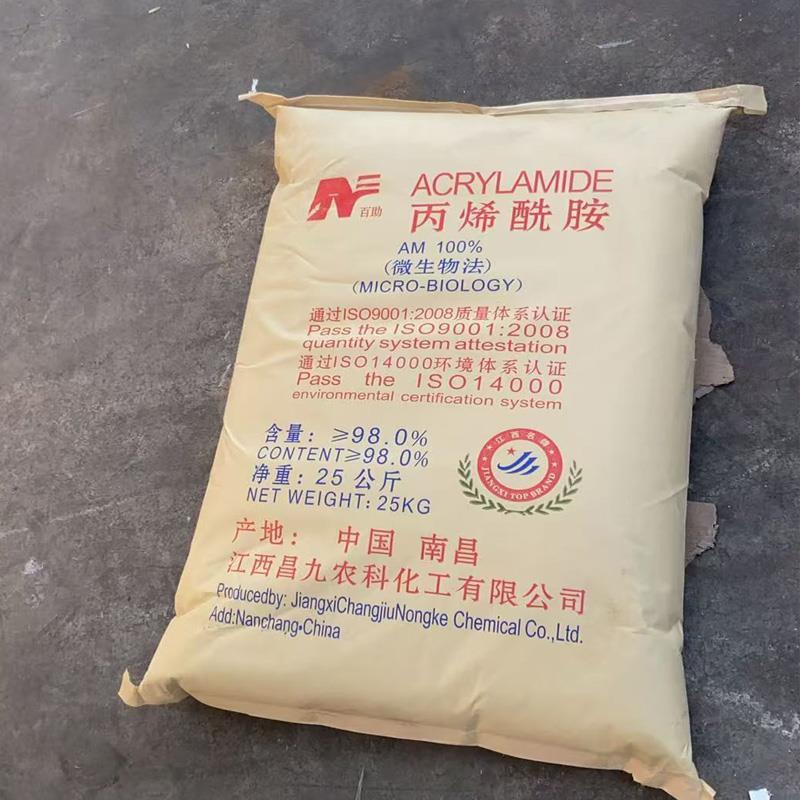 百助
ACRYLAMIDE
丙烯酰胺
AM 100%
(微生物法)
(MICRO-BIOLOGY)
通过ISO9001:2008质量体系认证
Pass the ISO9001:2008
quantity system attestation
通过ISO14000环境体系认证
Pass the ISO14000
environmental certification system
含量: ≥98.0%
CONTENT≥98.0%
净重: 25公斤
NET WEIGHT: 25KG
江西名牌
JIANGXI TOP BRAND
产地: 中国 南昌
江西昌九农科化工有限公司
Producedby: JiangxiChangjiuNongke Chemical Co.,Ltd.
Add:Nanchang•China